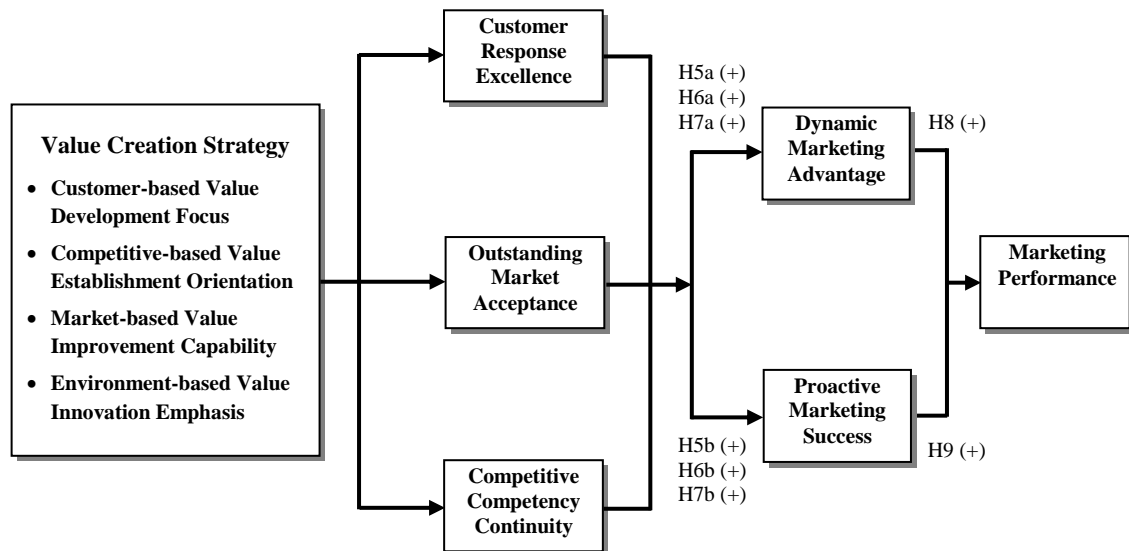 Value Creation Strategy
• Customer-based Value
Development Focus
• Competitive-based Value
Establishment Orientation
• Market-based Value
Improvement Capability
• Environment-based Value
Innovation Emphasis
Customer
Response
Excellence
Outstanding
Market
Acceptance
Competitive
Competency
Continuity
H5a (+)
H6a (+)
H7a (+)
Dynamic
Marketing
Advantage
H8 (+)
H5b (+)
H6b (+)
H7b (+)
Proactive
Marketing
Success
H9 (+)
Marketing
Performance